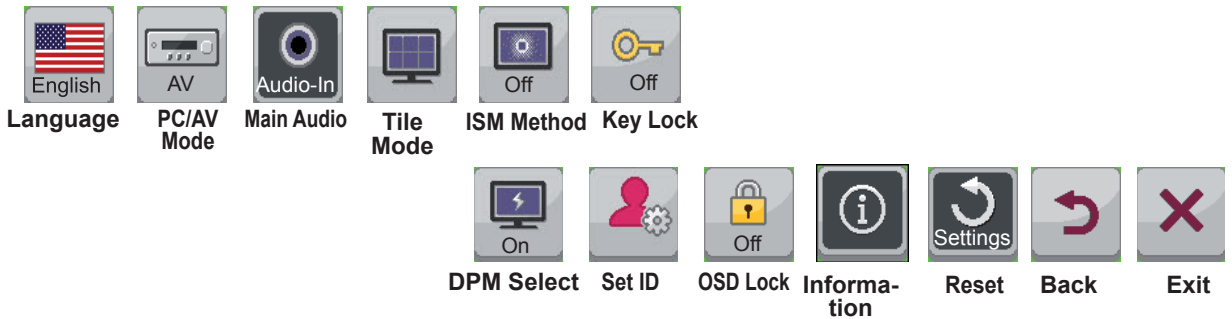 English
AV
Audio-In
Off
Off
Language
PC/AV
Mode
Main Audio
Tile
Mode
ISM Method
Key Lock
On
Off
Settings
DPM Select
Set ID
OSD Lock
Informa-
tion
Reset
Back
Exit